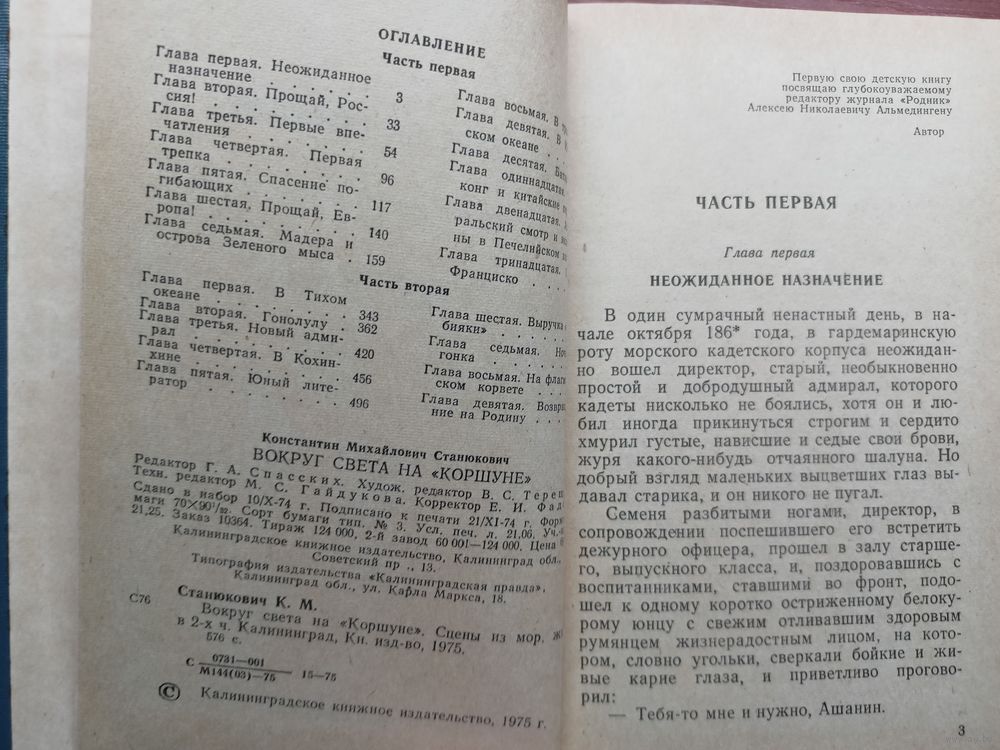 ОГЛАВЛЕНИЕ
Часть первая
Глава первая. Неожиданное
назначение . . . . . . 3
Глава вторая. Прощай, Рос-
сия! . . . . . . . . 33
Глава третья. Первые впе-
чатления . . . . . . . 54
Глава четвертая. Первая
трепка . . . . . . . . 96
Глава пятая. Спасение по-
гибающих . . . . . . . 117
Глава шестая. Прощай, Ев-
ропа! . . . . . . . . 140
Глава седьмая. Мадера и
острова Зеленого мыса . 159
Глава восьмая. В
Глава девятая. В
ском океане . . .
Глава десятая.
Глава одиннадцатая.
конг и китайские
Глава двенадцатая.
ральский смотр и
ны в Печелийском
Глава тринадцатая.
Франциско . . . .
Часть вторая
Глава первая. В Тихом
океане . . . . . . . 343
Глава вторая. Гонолулу . 362
Глава третья. Новый адми-
рал . . . . . . . . 420
Глава четвертая. В Кохин-
хине . . . . . . . . 456
Глава пятая. Юный лите-
ратор . . . . . . . . 496
Глава шестая. Выручка
бияки» . . . .
Глава седьмая.
гонка . . . .
Глава восьмая. На
ском корвете . . .
Глава девятая.
ние на Родину . . .
Константин Михайлович Станюкович
ВОКРУГ СВЕТА НА «КОРШУНЕ»
Редактор Г. А. Спасских. Худож. редактор В. С.
Техн. редактор М. С. Гайдукова. Корректор Е. И.
Сдано в набор 10/X-74 г. Подписано к печати 21/XI-74 г.
маги 70×90¹/₃₂. Сорт бумаги тип. № 3. Усл. печ. л. 21,06.
21,25. Заказ 10364. Тираж 124 000, 2-й завод 60 001—124 000. Цена
Калининградское книжное издательство, Калининград обл.,
Советский пр., 13.
Типография издательства «Калининградская правда»,
Калининград обл., ул. Карла Маркса, 18.
Станюкович К. М.
С76 Вокруг света на «Коршуне». Сцены из мор.
в 2-х ч. Калининград, Кн. изд-во, 1975.
576 с.
С 0731—001
М144(03)—75 15—75
© Калининградское книжное издательство, 1975 г.
Первую свою детскую книгу
посвящаю глубокоуважаемому
редактору журнала «Родник»
Алексею Николаевичу Альмедингену
Автор
ЧАСТЬ ПЕРВАЯ
Глава первая
НЕОЖИДАННОЕ НАЗНАЧЕНИЕ
В один сумрачный ненастный день, в на-
чале октября 186* года, в гардемаринскую
роту морского кадетского корпуса неожидан-
но вошел директор, старый, необыкновенно
простой и добродушный адмирал, которого
кадеты нисколько не боялись, хотя он и лю-
бил иногда прикинуться строгим и сердито
хмурил густые, нависшие и седые свои брови,
журя какого-нибудь отчаянного шалуна. Но
добрый взгляд маленьких выцветших глаз вы-
давал старика, и он никого не пугал.
Семеня разбитыми ногами, директор, в
сопровождении поспешившего его встретить
дежурного офицера, прошел в залу старше-
го, выпускного класса, и, поздоровавшись с
воспитанниками, ставшими во фронт, подо-
шел к одному коротко остриженному белоку-
рому юнцу с свежим отливавшим здоровым
румянцем жизнерадостным лицом, на кото-
ром, словно угольки, сверкали бойкие и жи-
вые карие глаза, и приветливо прогово-
рил:
— Тебя-то мне и нужно, Ашанин.
3